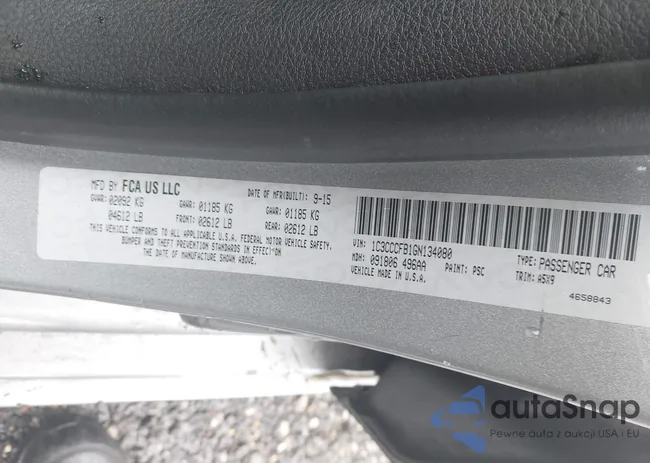 MFD BY FCA US LLC DATE OF MFR(BUILT): 9-15
GVWR: 02092 KG GAWR: 01185 KG GAWR: 01185 KG
04612 LB FRONT: 02612 LB REAR: 02612 LB
THIS VEHICLE CONFORMS TO ALL APPLICABLE U.S.A. FEDERAL MOTOR VEHICLE SAFETY,
BUMPER AND THEFT PREVENTION STANDARDS IN EFFECT ON
THE DATE OF MANUFACTURE SHOWN ABOVE.
VIN: 1C3CCCFB1GN134080 TYPE: PASSENGER CAR
MDH: 091806 496AA PAINT: PSC TRIM: A5X9
VEHICLE MADE IN U.S.A. 4658843
autaSnap
Pewne auta z aukcji USA i EU